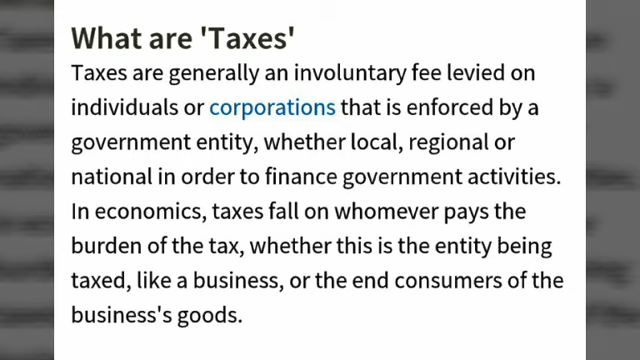 What are 'Taxes'
Taxes are generally an involuntary fee levied on
individuals or corporations that is enforced by a
government entity, whether local, regional or
national in order to finance government activities.
In economics, taxes fall on whomever pays the
burden of the tax, whether this is the entity being
taxed, like a business, or the end consumers of the
business's goods.